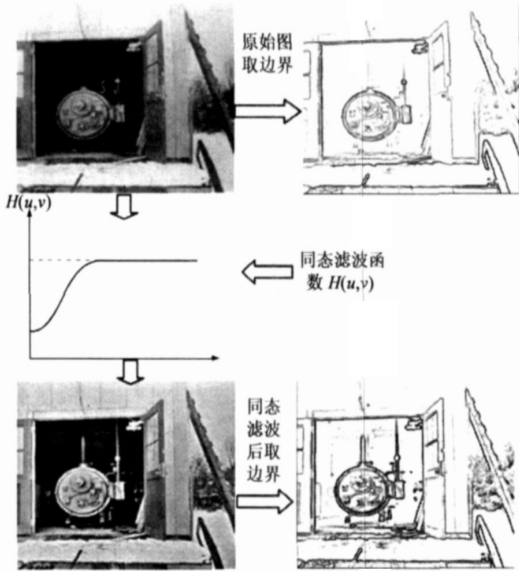 原始图
取边界
H(u,v)
同态滤波函
数 H(u,v)
同态
滤波
后取
边界